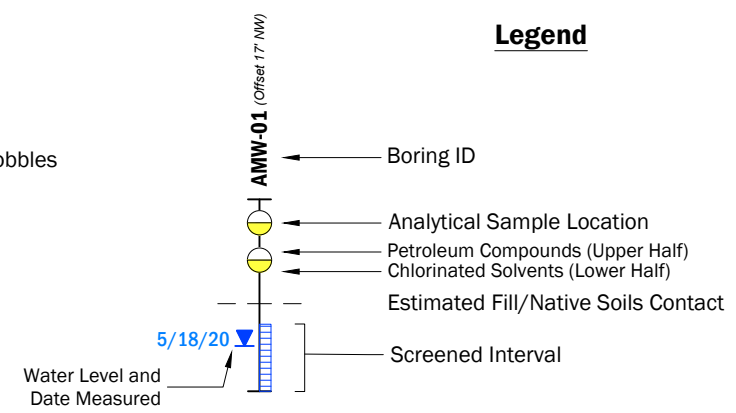 Legend
AMW-01 (Offset 17' NW)
obbles
Boring ID
Analytical Sample Location
Petroleum Compounds (Upper Half)
Chlorinated Solvents (Lower Half)
Estimated Fill/Native Soils Contact
5/18/20
Screened Interval
Water Level and
Date Measured